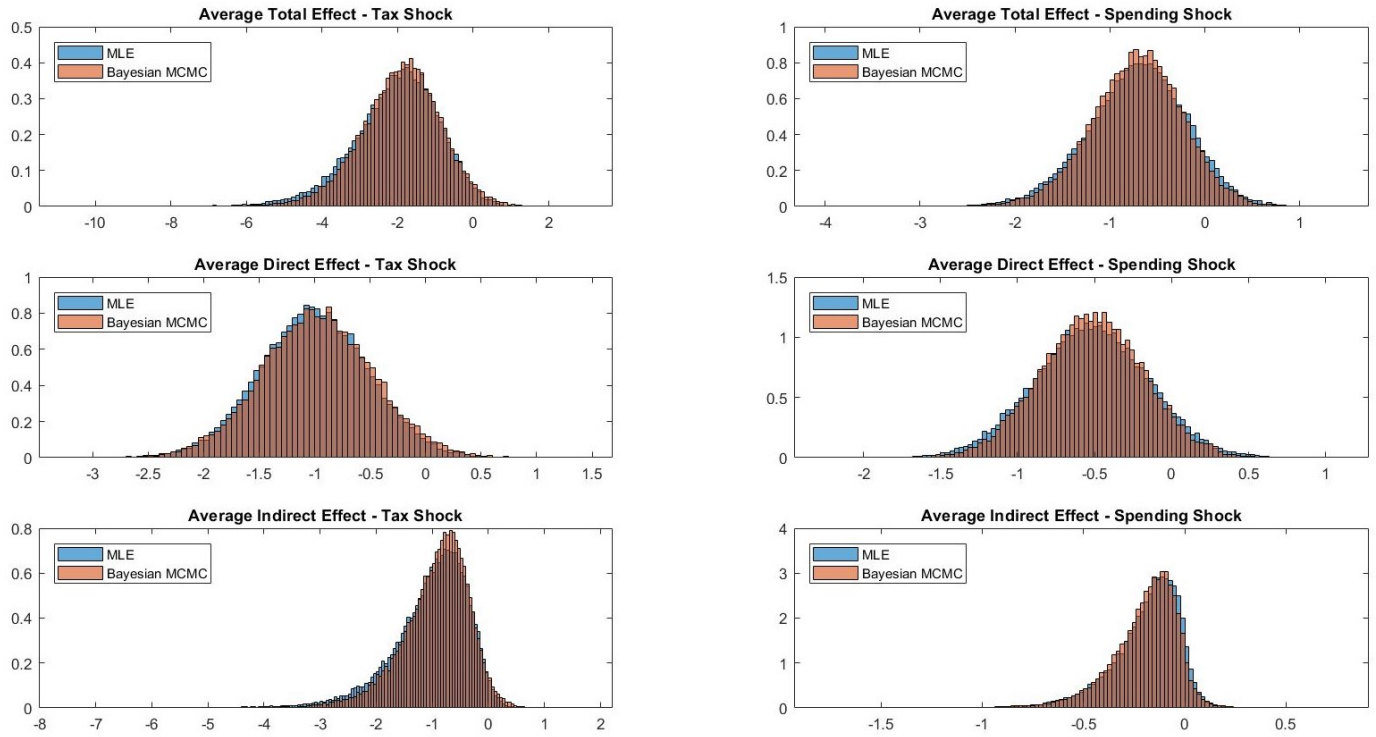 Average Total Effect - Tax Shock
0.5
0.4
0.3
0.2
0.1
0
MLE
Bayesian MCMC
-10 -8 -6 -4 -2 0 2
Average Total Effect - Spending Shock
1
0.8
0.6
0.4
0.2
0
MLE
Bayesian MCMC
-4 -3 -2 -1 0 1
Average Direct Effect - Tax Shock
1
0.8
0.6
0.4
0.2
0
MLE
Bayesian MCMC
-3 -2.5 -2 -1.5 -1 -0.5 0 0.5 1 1.5
Average Direct Effect - Spending Shock
1.5
1
0.5
0
MLE
Bayesian MCMC
-2 -1.5 -1 -0.5 0 0.5 1
Average Indirect Effect - Tax Shock
0.8
0.6
0.4
0.2
0
MLE
Bayesian MCMC
-8 -7 -6 -5 -4 -3 -2 -1 0 1 2
Average Indirect Effect - Spending Shock
4
3
2
1
0
MLE
Bayesian MCMC
-1.5 -1 -0.5 0 0.5